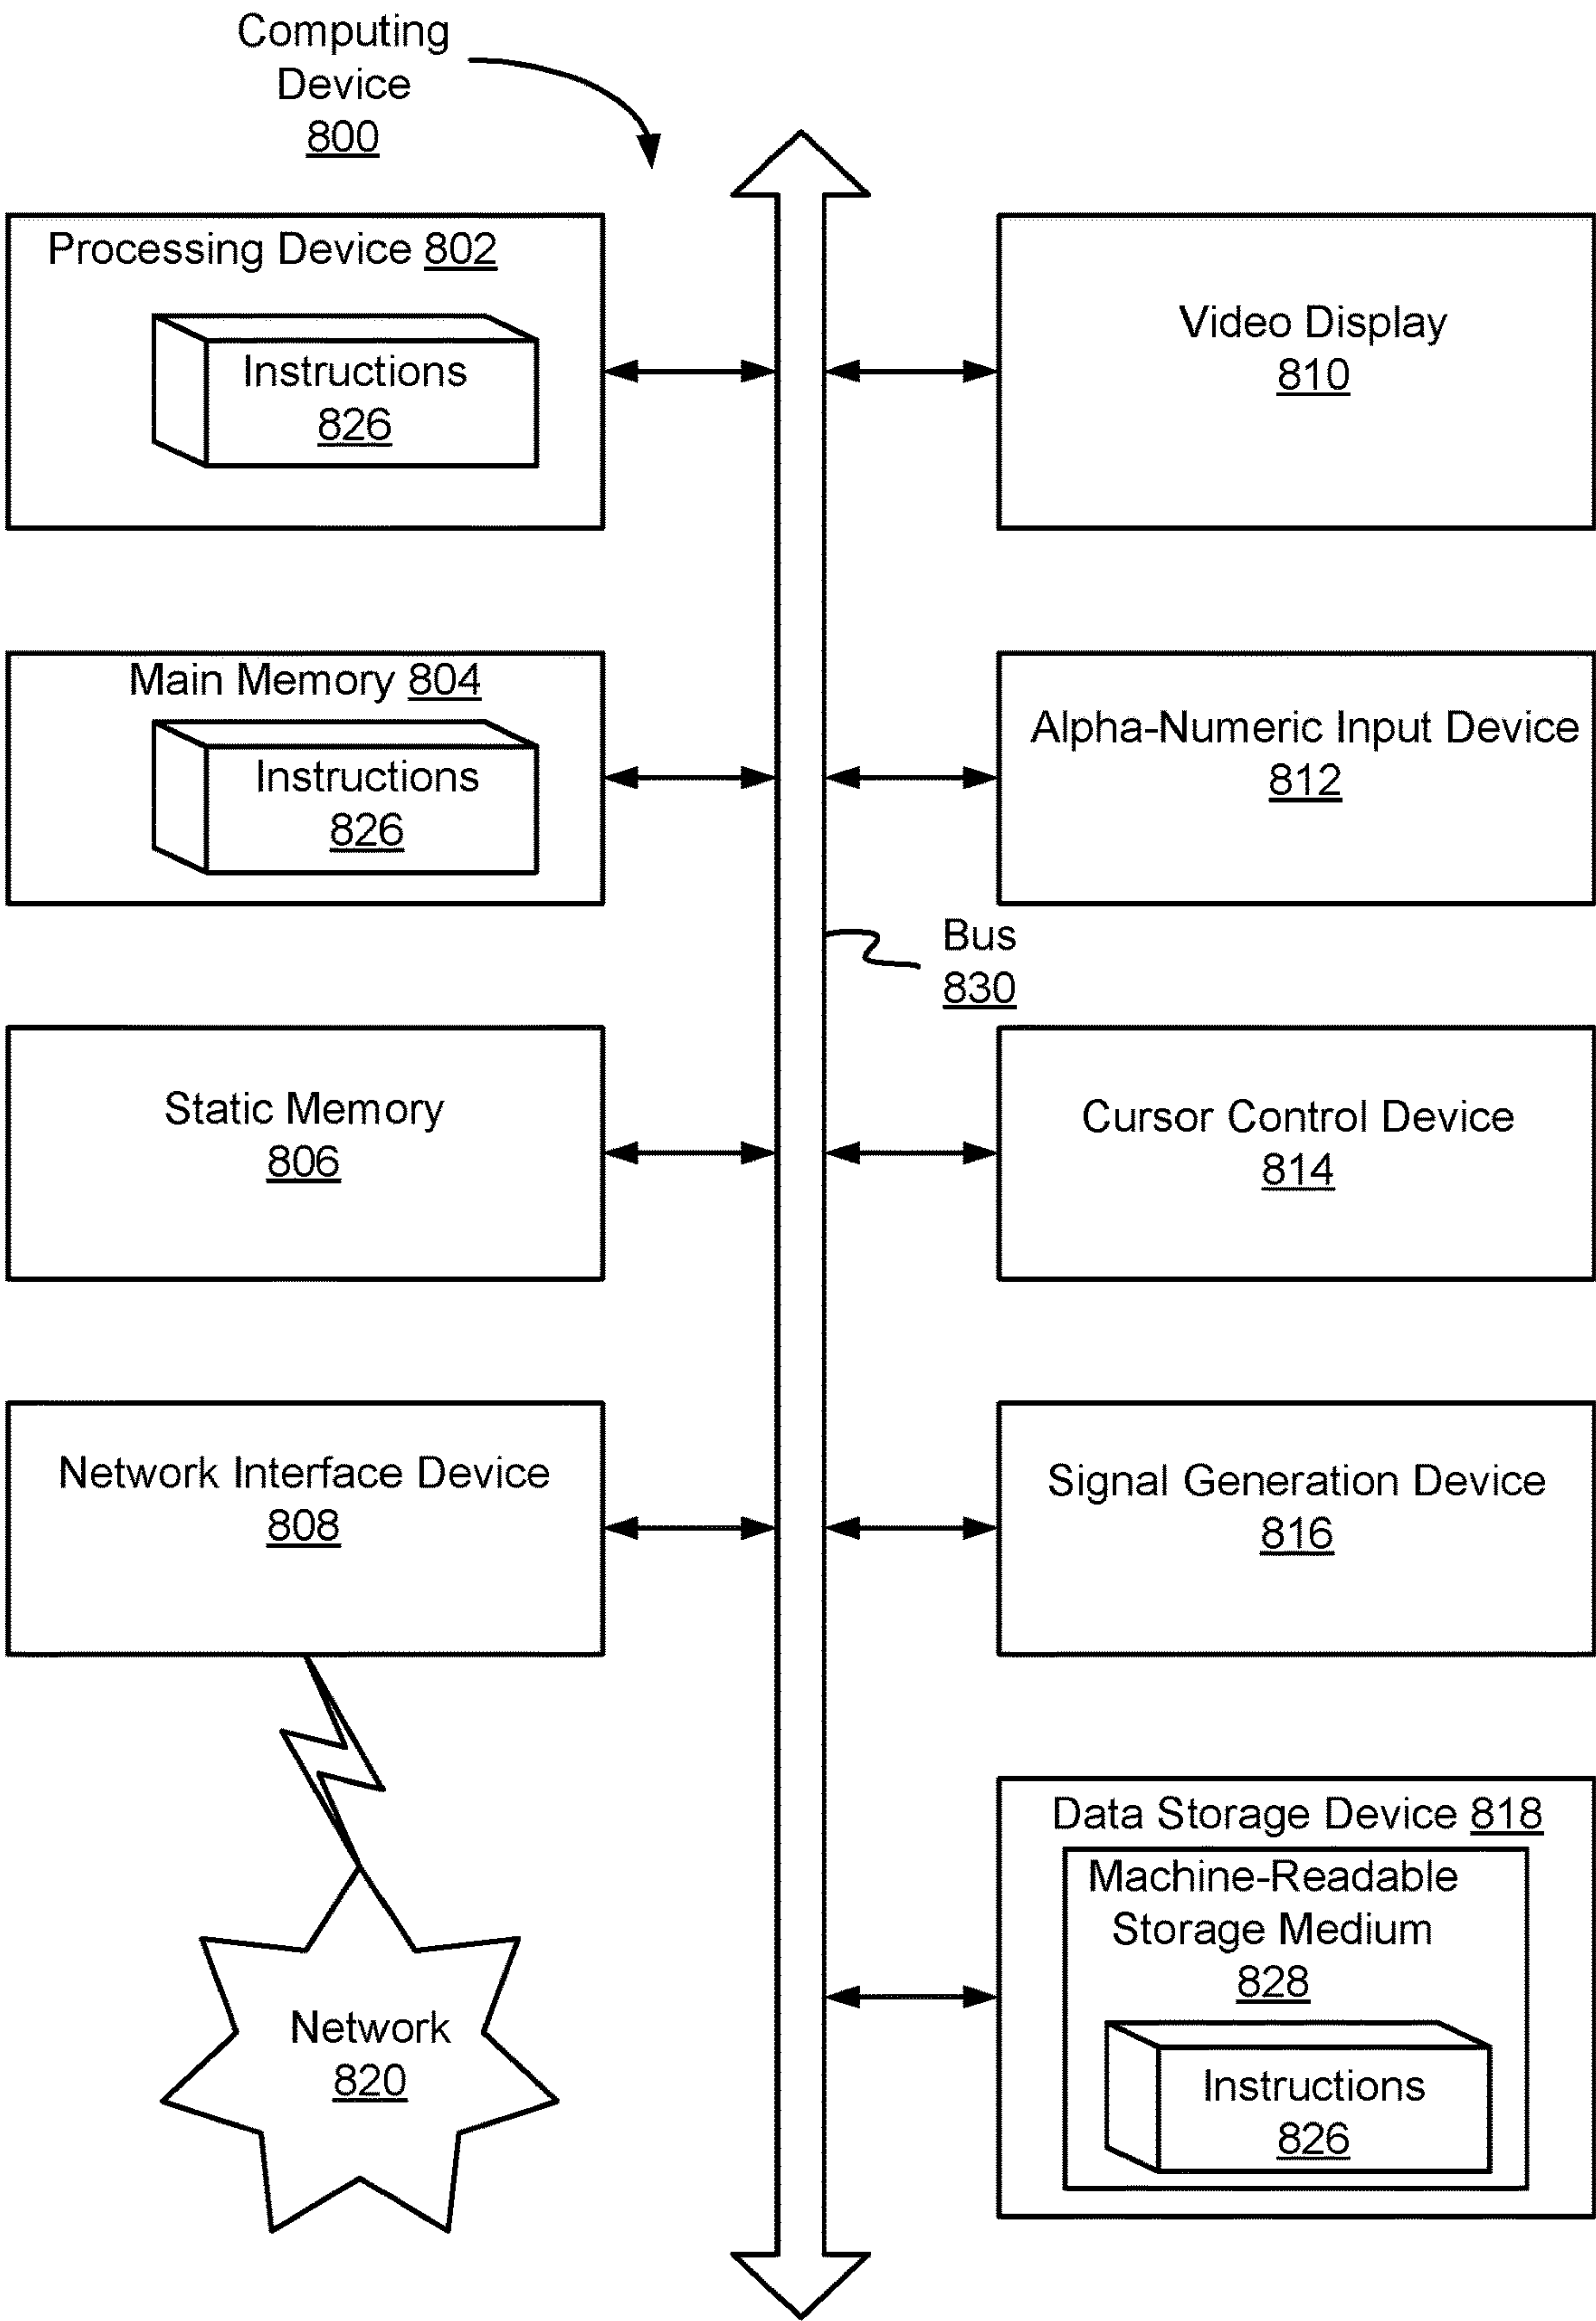 Computing
Device
800
Processing Device 802
Instructions
826
Video Display
810
Main Memory 804
Instructions
826
Alpha-Numeric Input Device
812
Bus
830
Static Memory
806
Cursor Control Device
814
Network Interface Device
808
Signal Generation Device
816
Data Storage Device 818
Machine-Readable
Storage Medium
828
Instructions
826
Network
820